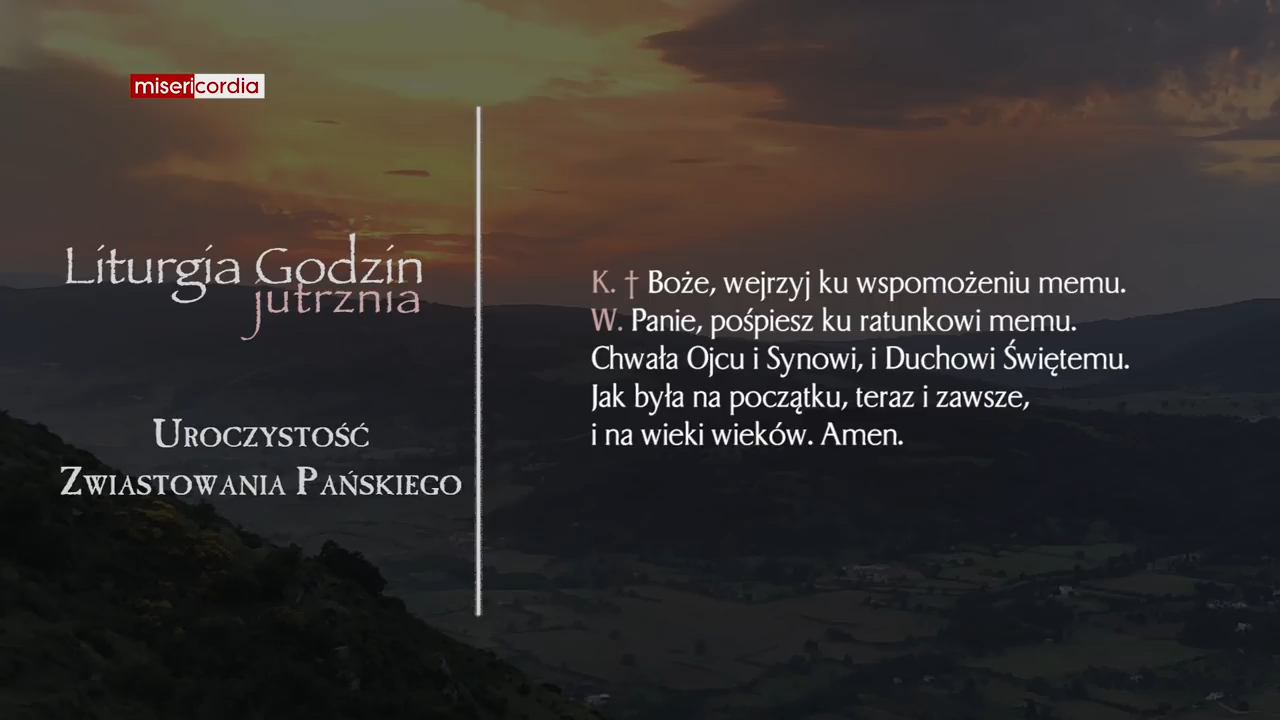 misericordia
Liturgia Godzin
jutrznia
Uroczystość
Zwiastowania Pańskiego
K. † Boże, wejrzyj ku wspomożeniu memu.
W. Panie, pośpiesz ku ratunkowi memu.
Chwała Ojcu i Synowi, i Duchowi Świętemu.
Jak była na początku, teraz i zawsze,
i na wieki wieków. Amen.